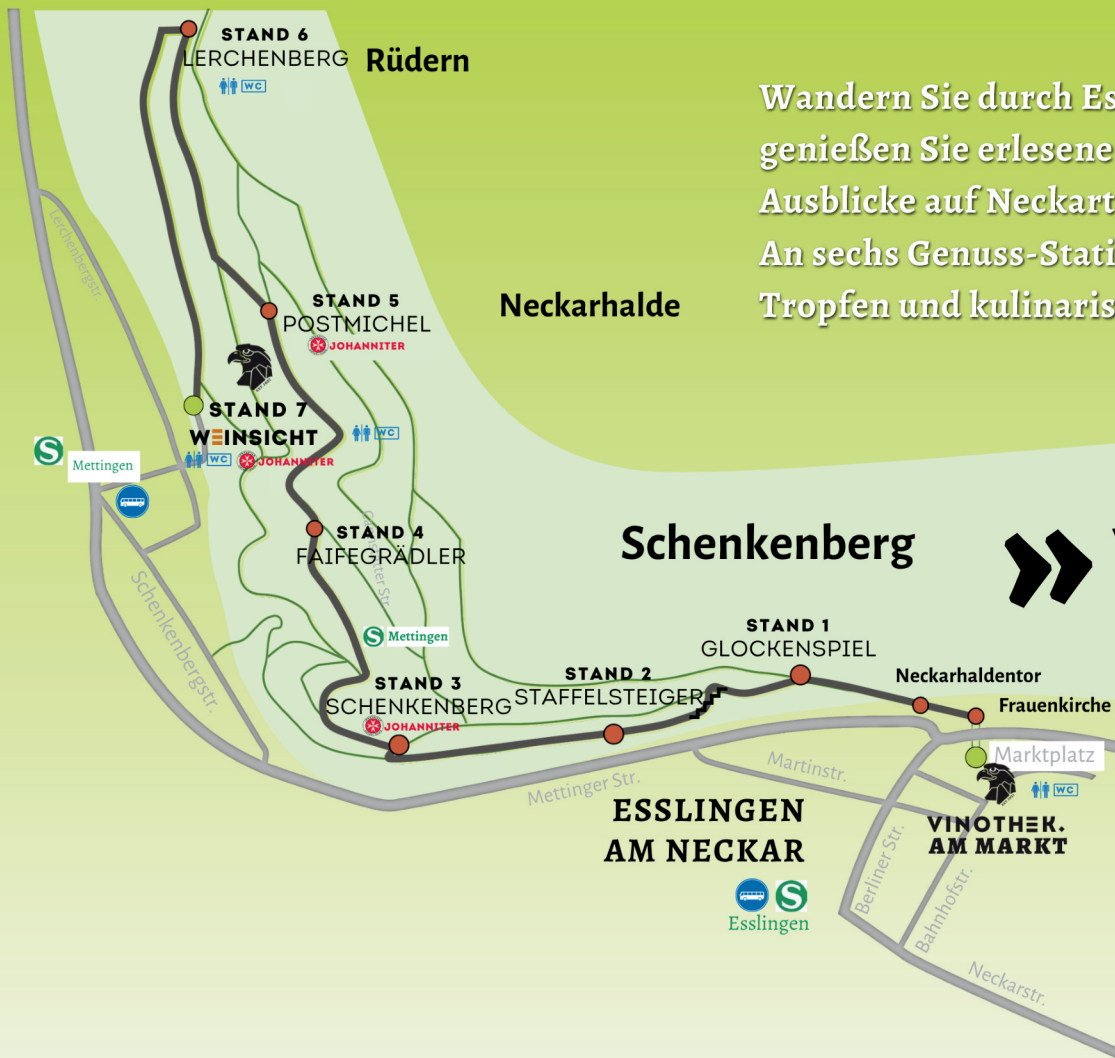 STAND 6
LERCHENBERG
WC
Rüdern
Wandern Sie durch Es
genießen Sie erlesene
Ausblicke auf Neckart
An sechs Genuss-Stati
Tropfen und kulinaris
Lerchenbergstr.
STAND 5
POSTMICHEL
JOHANNITER
Neckarhalde
STAND 7
WEINSICHT
WC
JOHANNITER
WC
S
Mettingen
STAND 4
FAIFEGRÄDLER
Schenkenberg
Schenkenbergstr.
S Mettingen
STAND 1
GLOCKENSPIEL
STAND 2
STAFFELSTEIGER
STAND 3
SCHENKENBERG
JOHANNITER
Neckarhaldentor
Frauenkirche
Marktplatz
WC
VINOTHEK.
AM MARKT
Mettinger Str.
Martinstr.
ESSLINGEN
AM NECKAR
S
Esslingen
Berliner Str.
Bahnhofstr.
Neckarstr.